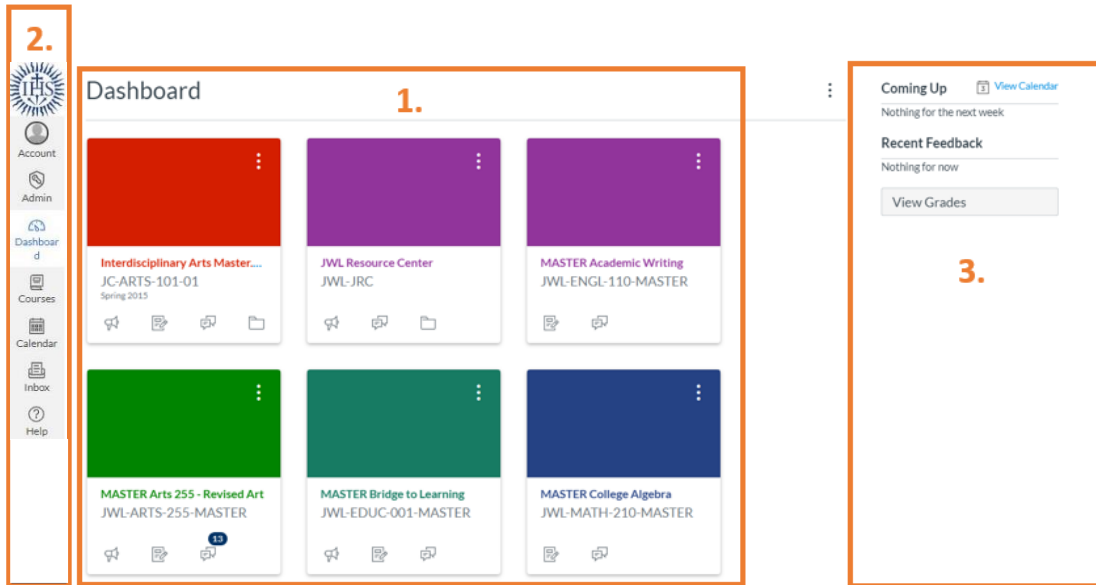 2.
IHS
Account
Admin
Dashboar
d
Courses
Calendar
Inbox
Help
Dashboard
1.
Interdisciplinary Arts Master....
JC-ARTS-101-01
Spring 2015
JWL Resource Center
JWL-JRC
MASTER Academic Writing
JWL-ENGL-110-MASTER
MASTER Arts 255 - Revised Art
JWL-ARTS-255-MASTER
13
MASTER Bridge to Learning
JWL-EDUC-001-MASTER
MASTER College Algebra
JWL-MATH-210-MASTER
Coming Up
3
View Calendar
Nothing for the next week
Recent Feedback
Nothing for now
View Grades
3.